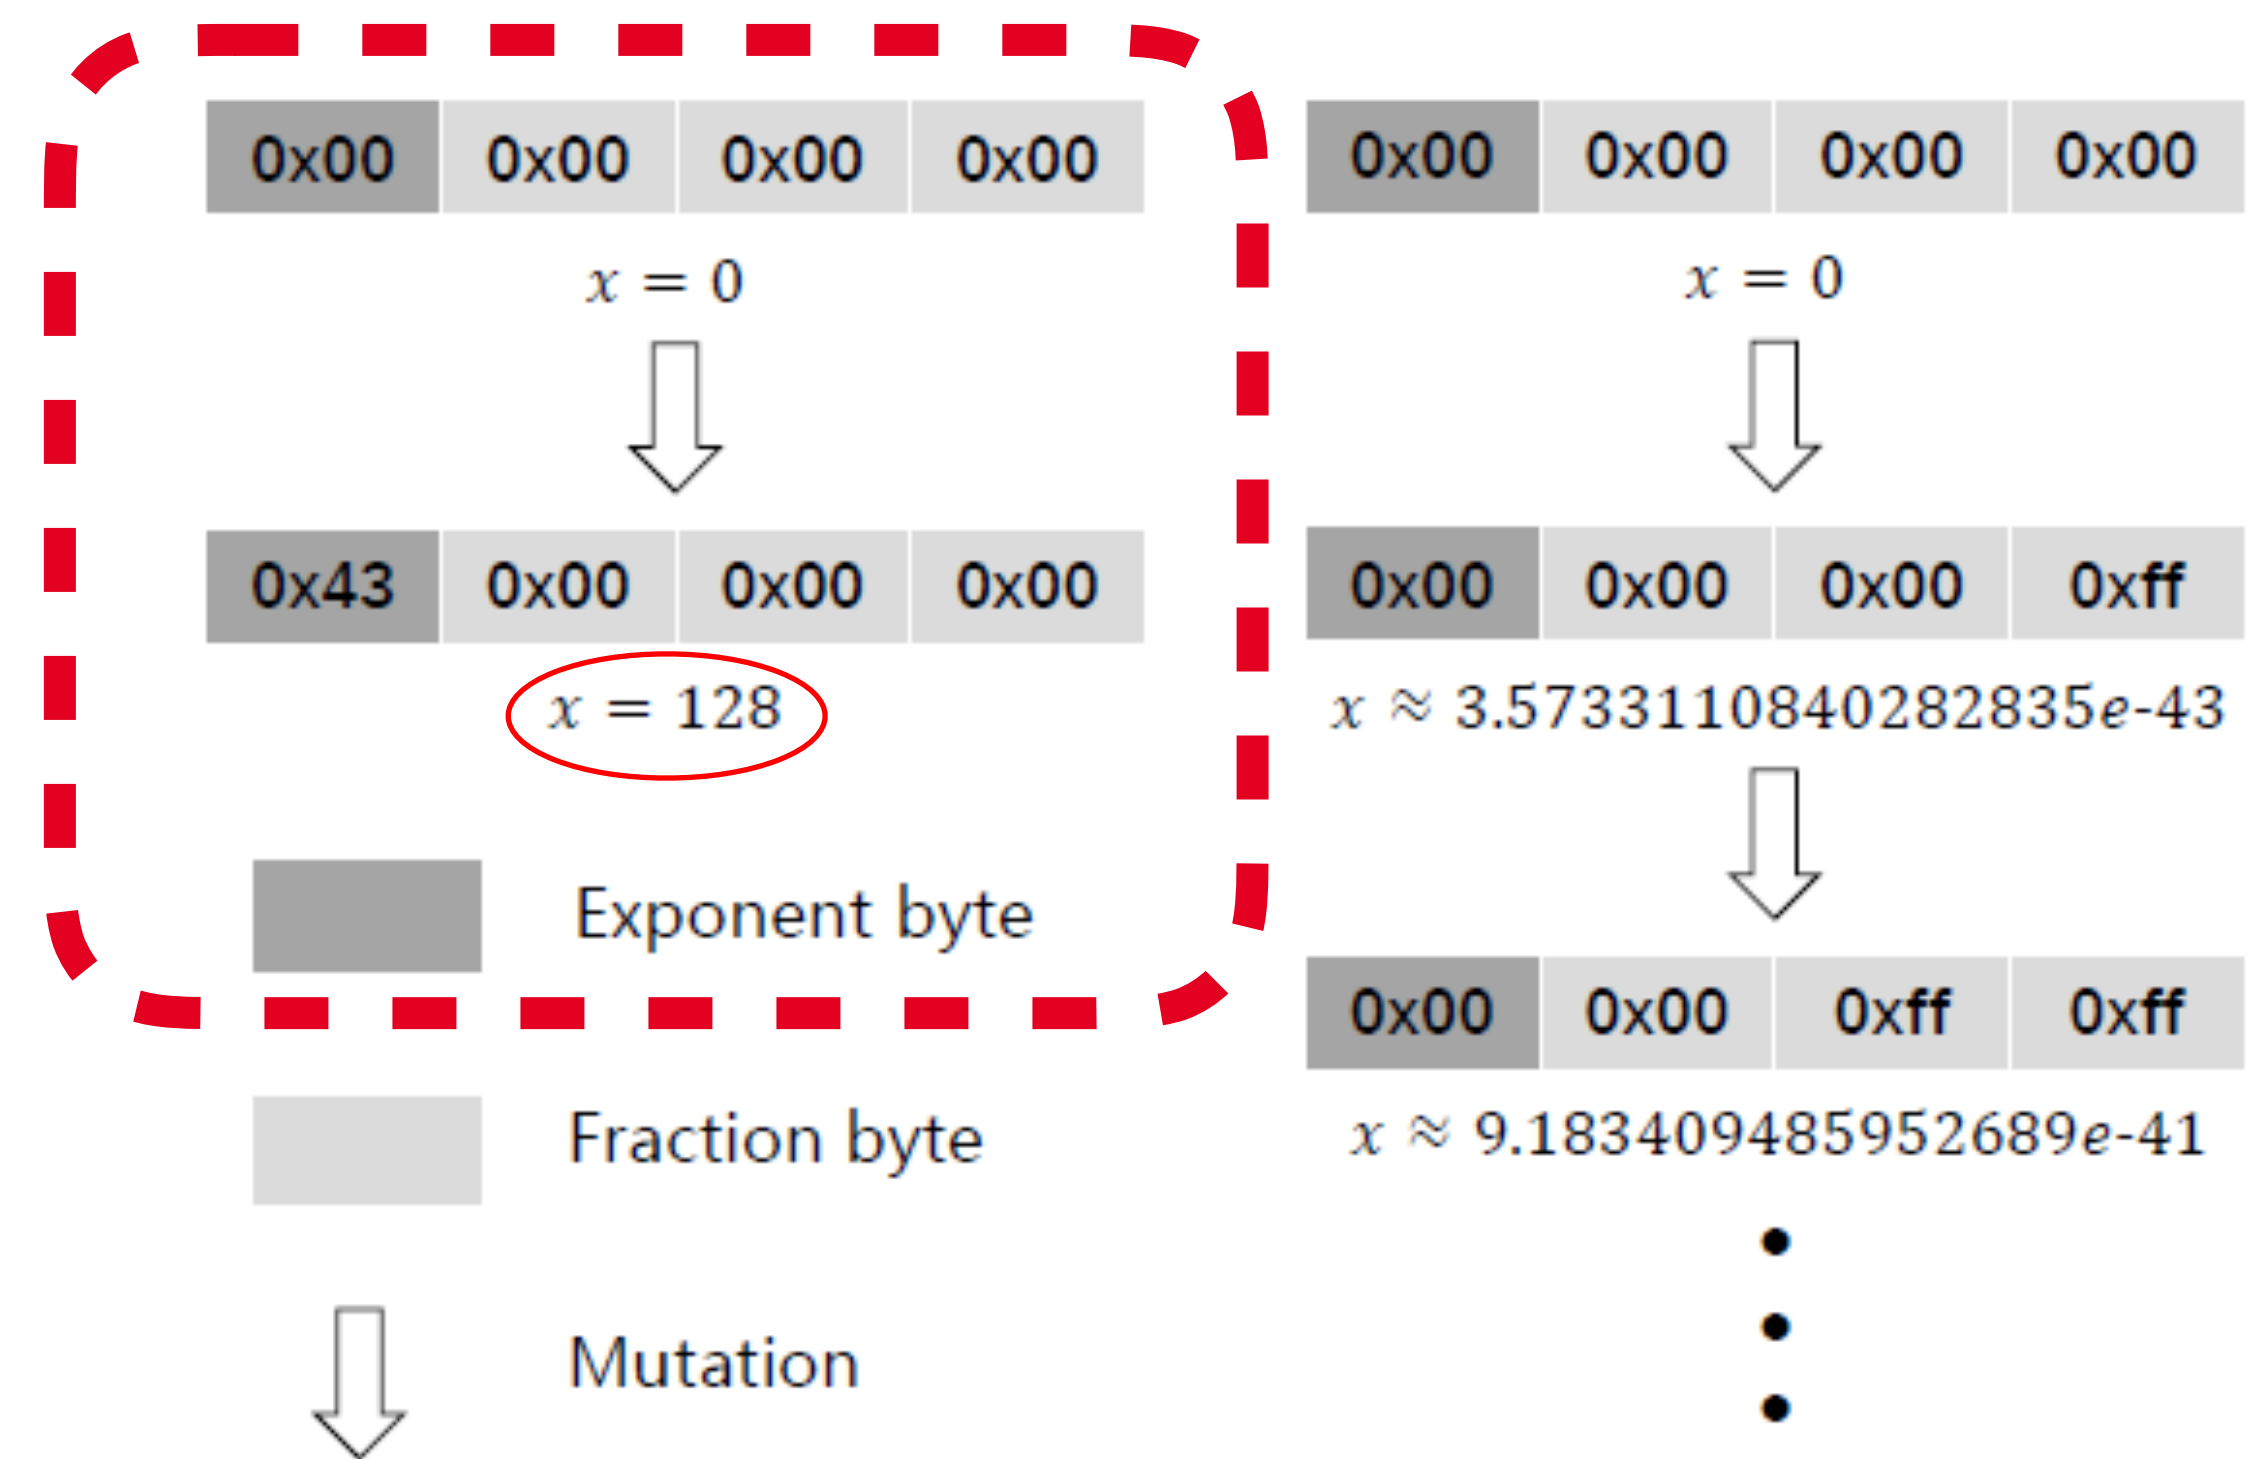 0x00 0x00 0x00 0x00
x = 0
0x43 0x00 0x00 0x00
x = 128
Exponent byte
Fraction byte
Mutation
0x00 0x00 0x00 0x00
x = 0
0x00 0x00 0x00 0xff
x ≈ 3.5733110840282835e-43
0x00 0x00 0xff 0xff
x ≈ 9.183409485952689e-41